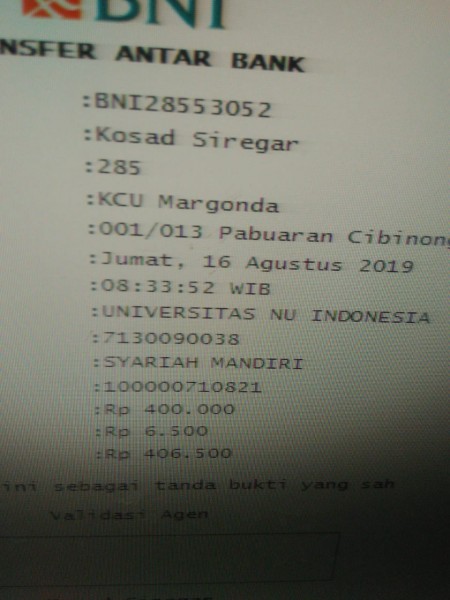 BNI
NSFER ANTAR BANK
:BNI28553052
:Kosad Siregar
:285
:KCU Margonda
:001/013 Pabuaran Cibinong
:Jumat, 16 Agustus 2019
:08:33:52 WIB
:UNIVERSITAS NU INDONESIA
:7130090038
:SYARIAH MANDIRI
:100000710821
:Rp 400.000
:Rp 6.500
:Rp 406.500
ini sebagai tanda bukti yang sah
Validasi Agen